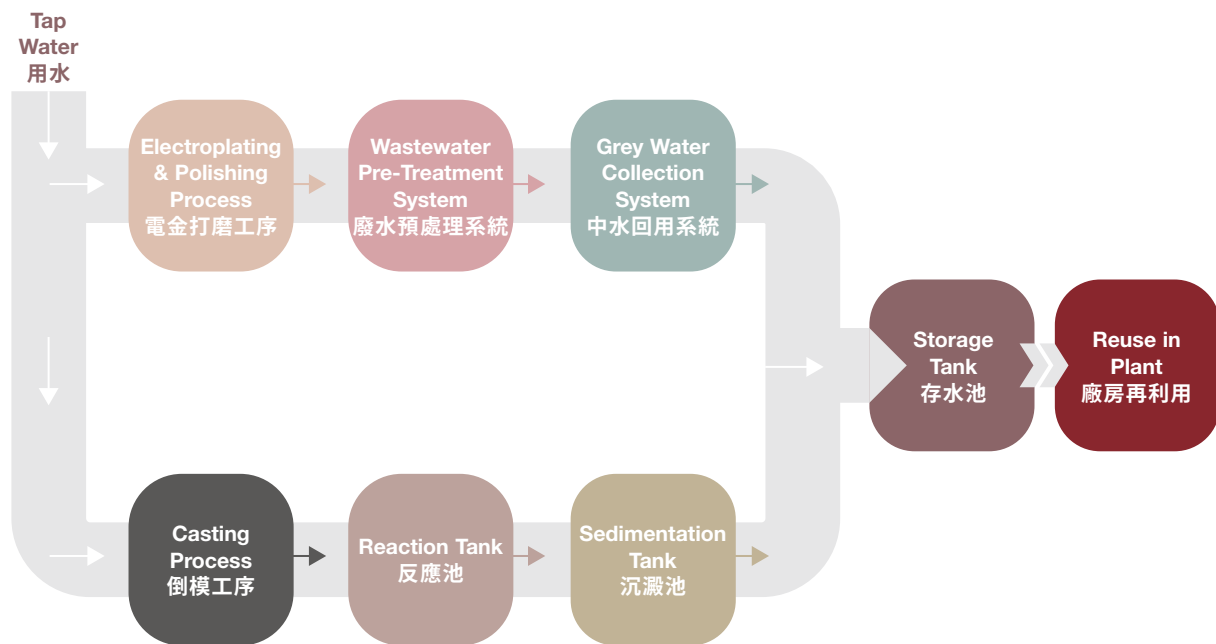 Tap
Water
用水
Electroplating
& Polishing
Process
電金打磨工序
Wastewater
Pre-Treatment
System
廢水預處理系統
Grey Water
Collection
System
中水回用系統
Storage
Tank
存水池
Reuse in
Plant
廠房再利用
Casting
Process
倒模工序
Reaction Tank
反應池
Sedimentation
Tank
沉澱池